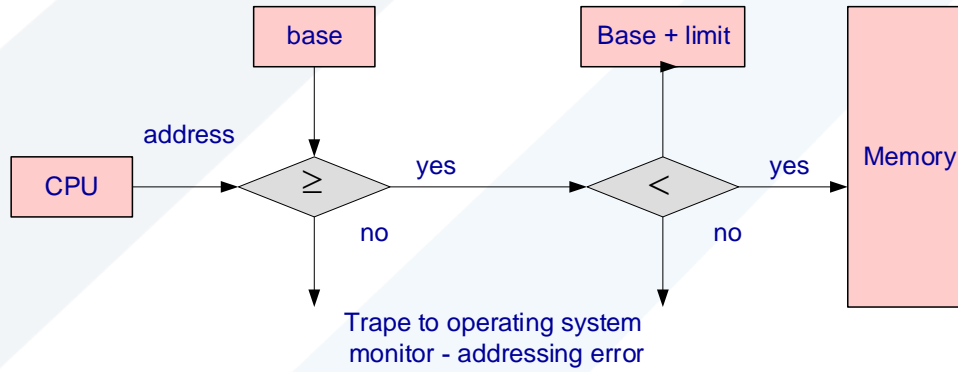 base
Base + limit
address
CPU
≥
yes
<
yes
Memory
no
no
Trape to operating system
monitor - addressing error